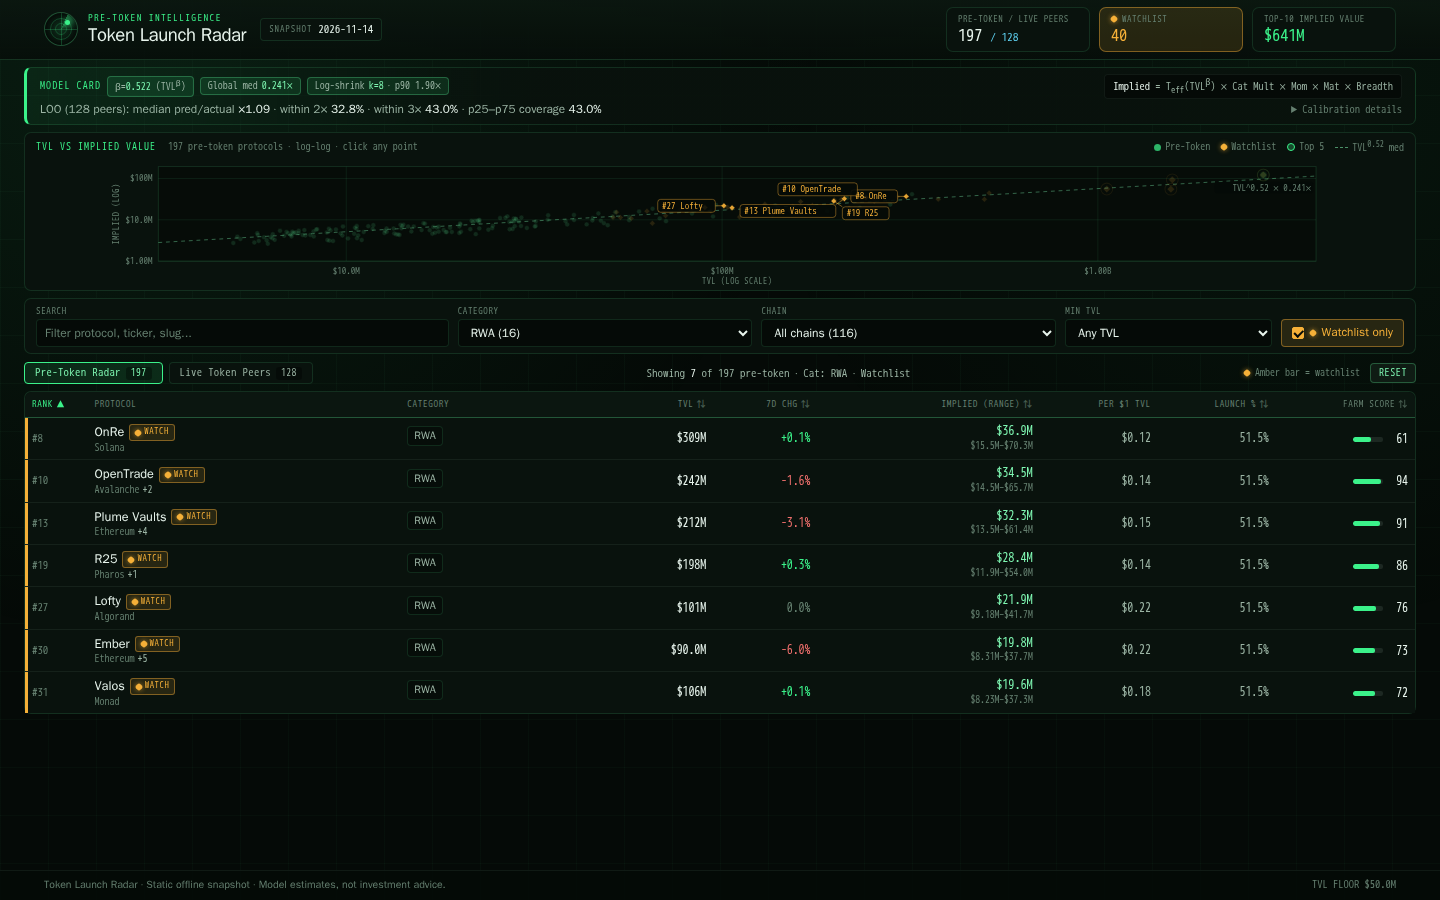 PRE-TOKEN INTELLIGENCE
Token Launch Radar
SNAPSHOT 2026-11-14
PRE-TOKEN / LIVE PEERS
197 / 128
WATCHLIST
40
TOP-10 IMPLIED VALUE
$641M
MODEL CARD β=0.522 (TVLβ) Global med 0.241× Log-shrink k=8 · p90 1.90×
Implied = Teff(TVLβ) × Cat Mult × Mom × Mat × Breadth
LOO (128 peers): median pred/actual ×1.09 · within 2× 32.8% · within 3× 43.0% · p25–p75 coverage 43.0%
▶ Calibration details
TVL VS IMPLIED VALUE 197 pre-token protocols · log-log · click any point
Pre-Token Watchlist Top 5 --- TVL0.52 med
IMPLIED (LOG)
$100M
$10.0M
$1.00M
#10 OpenTrade
#8 OnRe
#27 Lofty
#13 Plume Vaults
#19 R25
TVL^0.52 × 0.241×
$10.0M $100M $1.00B
TVL (LOG SCALE)
SEARCH CATEGORY CHAIN MIN TVL
Filter protocol, ticker, slug... RWA (16) All chains (116) Any TVL Watchlist only
Pre-Token Radar 197 Live Token Peers 128
Showing 7 of 197 pre-token · Cat: RWA · Watchlist
Amber bar = watchlist RESET
RANK ▲ PROTOCOL CATEGORY TVL ⇅ 7D CHG ⇅ IMPLIED (RANGE) ⇅ PER $1 TVL LAUNCH % ⇅ FARM SCORE ⇅
#8 OnRe WATCH RWA $309M +0.1% $36.9M $0.12 51.5% 61
Solana $15.5M–$70.3M
#10 OpenTrade WATCH RWA $242M -1.6% $34.5M $0.14 51.5% 94
Avalanche +2 $14.5M–$65.7M
#13 Plume Vaults WATCH RWA $212M -3.1% $32.3M $0.15 51.5% 91
Ethereum +4 $13.5M–$61.4M
#19 R25 WATCH RWA $198M +0.3% $28.4M $0.14 51.5% 86
Pharos +1 $11.9M–$54.0M
#27 Lofty WATCH RWA $101M 0.0% $21.9M $0.22 51.5% 76
Algorand $9.18M–$41.7M
#30 Ember WATCH RWA $90.0M -6.0% $19.8M $0.22 51.5% 73
Ethereum +5 $8.31M–$37.7M
#31 Valos WATCH RWA $106M +0.1% $19.6M $0.18 51.5% 72
Monad $8.23M–$37.3M
Token Launch Radar · Static offline snapshot · Model estimates, not investment advice.
TVL FLOOR $50.0M